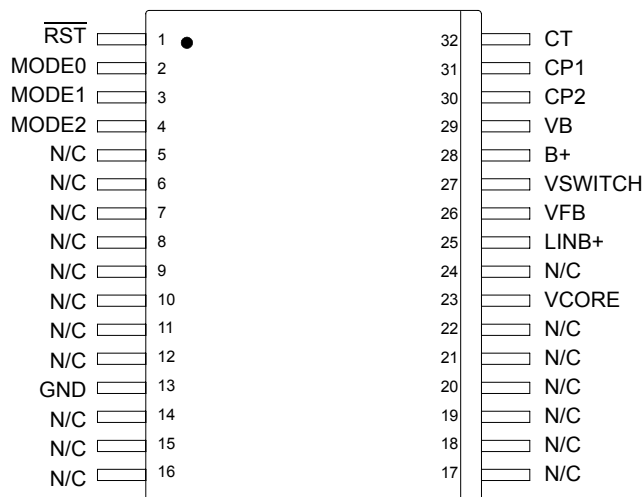 RST 1 32 CT
MODE0 2 31 CP1
MODE1 3 30 CP2
MODE2 4 29 VB
N/C 5 28 B+
N/C 6 27 VSWITCH
N/C 7 26 VFB
N/C 8 25 LINB+
N/C 9 24 N/C
N/C 10 23 VCORE
N/C 11 22 N/C
N/C 12 21 N/C
GND 13 20 N/C
N/C 14 19 N/C
N/C 15 18 N/C
N/C 16 17 N/C